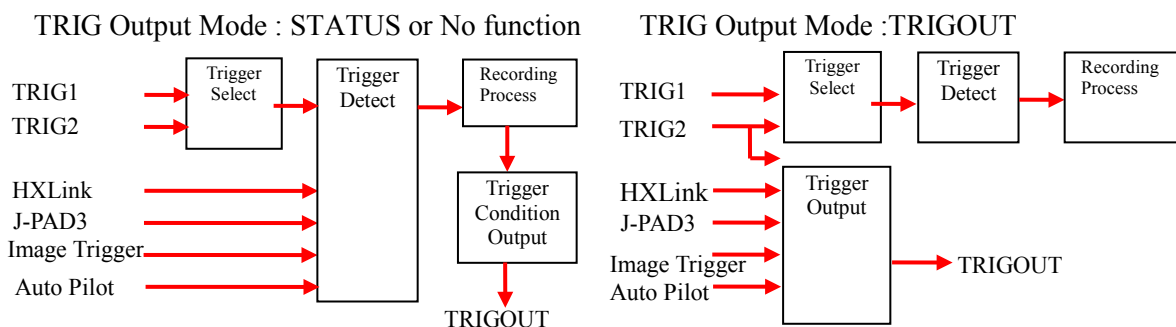 TRIG Output Mode : STATUS or No function
TRIG1
TRIG2
Trigger
Select
Trigger
Detect
Recording
Process
HXLink
J-PAD3
Image Trigger
Auto Pilot
Trigger
Condition
Output
TRIGOUT
TRIG Output Mode :TRIGOUT
TRIG1
TRIG2
Trigger
Select
Trigger
Detect
Recording
Process
HXLink
J-PAD3
Image Trigger
Auto Pilot
Trigger
Output
TRIGOUT